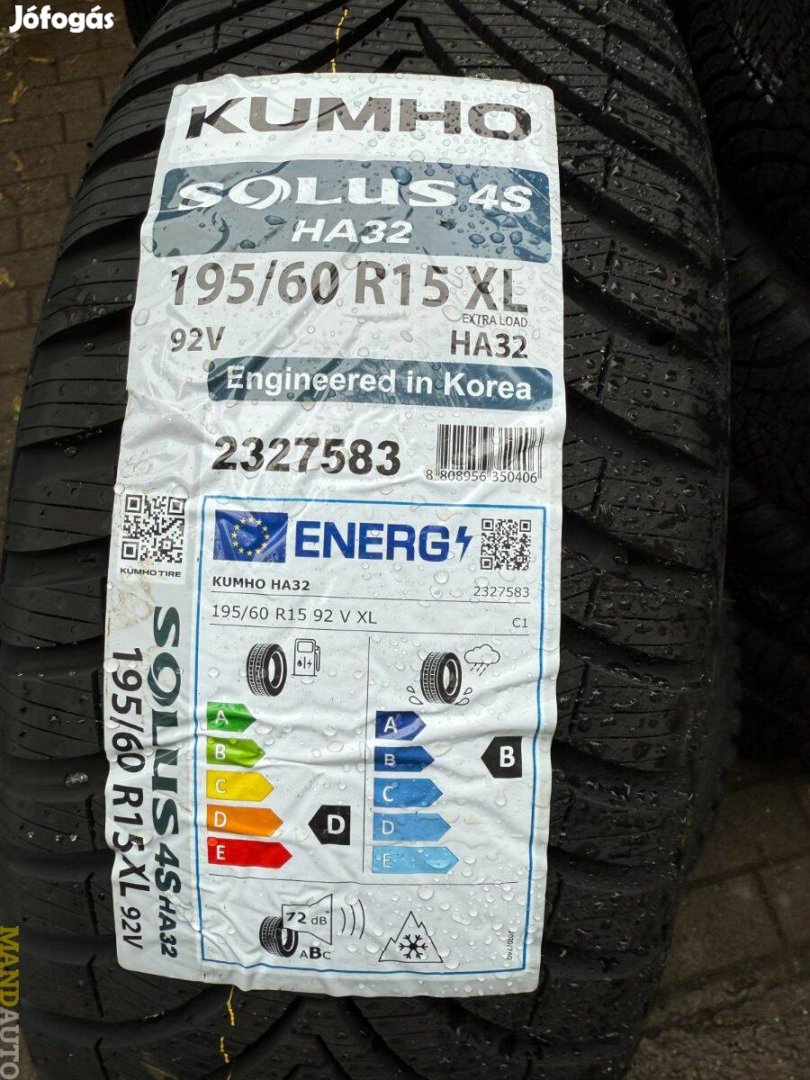 Jófogás
KUMHO
SOLUS 4S
HA32
195/60 R15 XL
EXTRA LOAD
92V HA32
Engineered in Korea
2327583
8 808956 350406
KUMHO TIRE
ENERG
KUMHO HA32 2327583
195/60 R15 92 V XL C1
A
B
C
D
E
D
A
B
C
D
E
B
72 dB
ABC
2020/740
SOLUS 4S HA32
195/60 R15 XL 92V
MANDAUTO